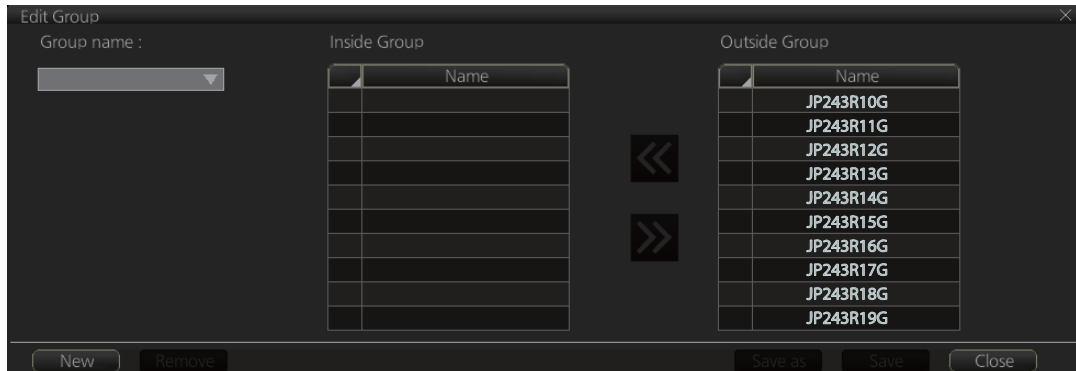 Edit Group
Group name :
Inside Group
Outside Group
Name
Name
JP243R10G
JP243R11G
JP243R12G
JP243R13G
JP243R14G
JP243R15G
JP243R16G
JP243R17G
JP243R18G
JP243R19G
New
Remove
Save as
Save
Close